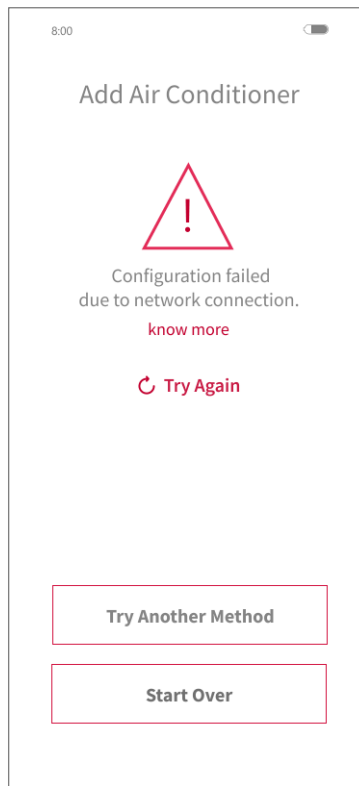 8:00
Add Air Conditioner
!
Configuration failed
due to network connection.
know more
Try Again
Try Another Method
Start Over